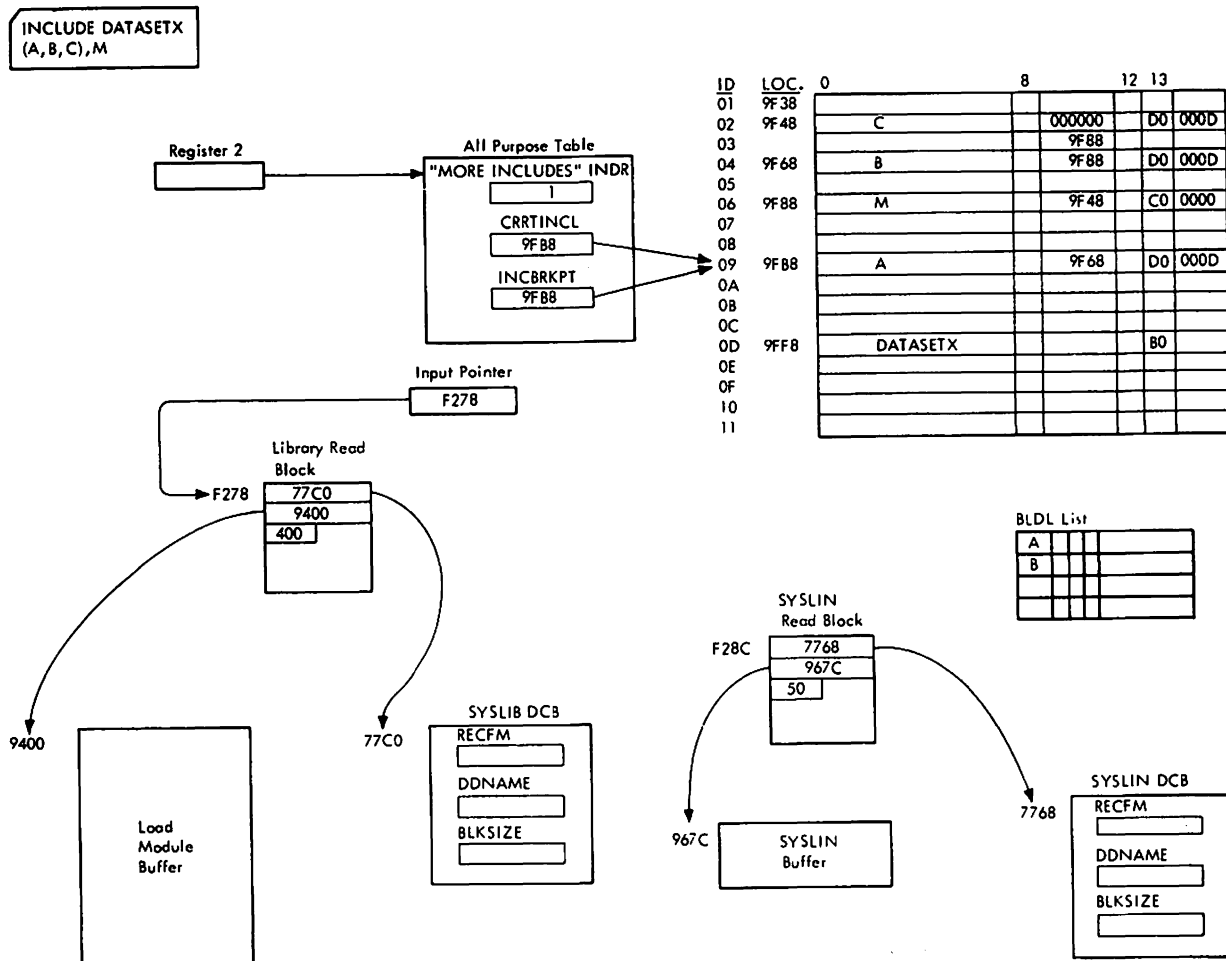 INCLUDE DATASETX
(A,B,C),M
ID LOC. 0 8 12 13
01 9F38
02 9F48 C 000000 D0 000D
03 9F88
04 9F68 B 9F88 D0 000D
05
06 9F88 M 9F48 C0 0000
07
08
09 9FB8 A 9F68 D0 000D
0A
0B
0C
0D 9FF8 DATASETX B0
0E
0F
10
11
Register 2
All Purpose Table
"MORE INCLUDES" INDR
1
CRRTINCL
9FB8
INCBRKPT
9FB8
Input Pointer
F278
Library Read
Block
F278 77C0
9400
400
BLDL List
A
B
SYSLIN
Read Block
F28C 7768
967C
50
9400
Load
Module
Buffer
77C0
SYSLIB DCB
RECFM
DDNAME
BLKSIZE
967C
SYSLIN
Buffer
7768
SYSLIN DCB
RECFM
DDNAME
BLKSIZE